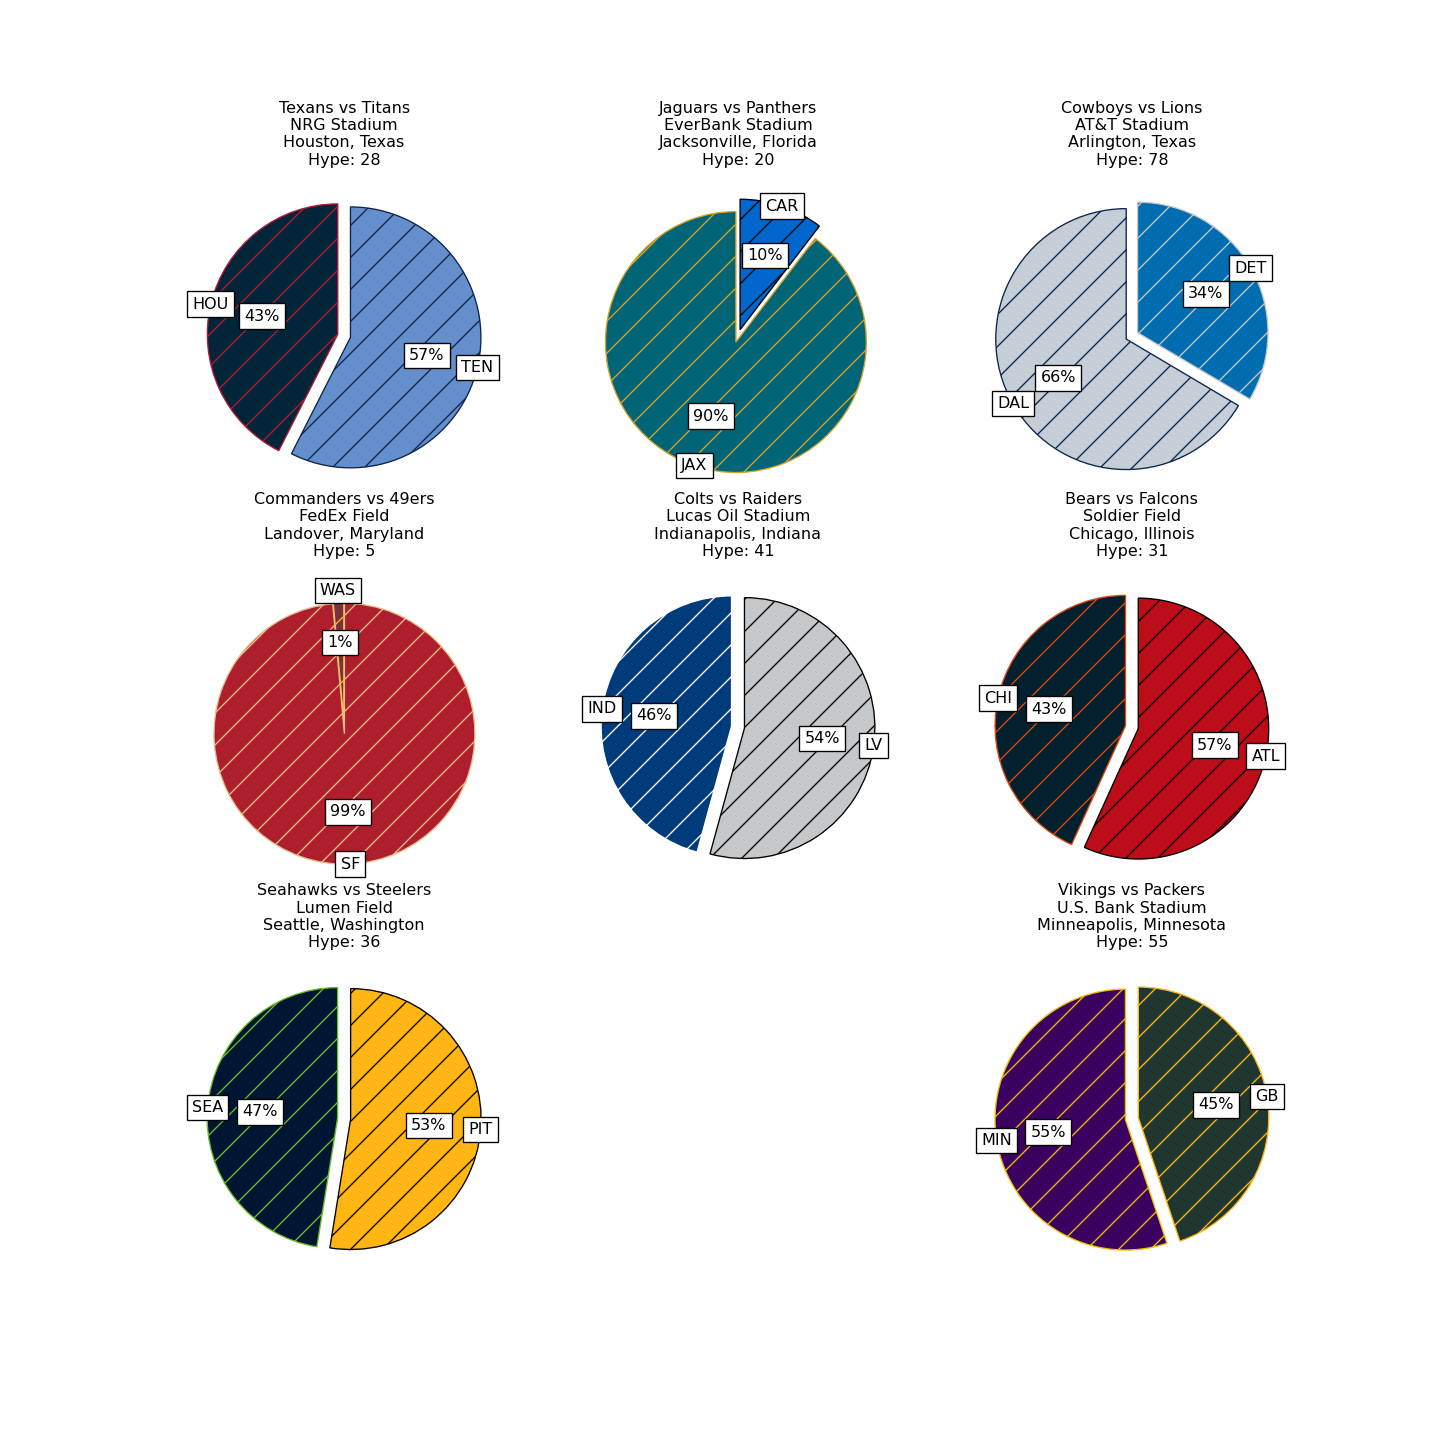 Texans vs Titans
NRG Stadium
Houston, Texas
Hype: 28
HOU
43%
57%
TEN
Jaguars vs Panthers
EverBank Stadium
Jacksonville, Florida
Hype: 20
CAR
10%
90%
JAX
Cowboys vs Lions
AT&T Stadium
Arlington, Texas
Hype: 78
DET
34%
66%
DAL
Commanders vs 49ers
FedEx Field
Landover, Maryland
Hype: 5
WAS
1%
99%
SF
Colts vs Raiders
Lucas Oil Stadium
Indianapolis, Indiana
Hype: 41
IND
46%
54%
LV
Bears vs Falcons
Soldier Field
Chicago, Illinois
Hype: 31
CHI
43%
57%
ATL
Seahawks vs Steelers
Lumen Field
Seattle, Washington
Hype: 36
SEA
47%
53%
PIT
Vikings vs Packers
U.S. Bank Stadium
Minneapolis, Minnesota
Hype: 55
GB
45%
55%
MIN